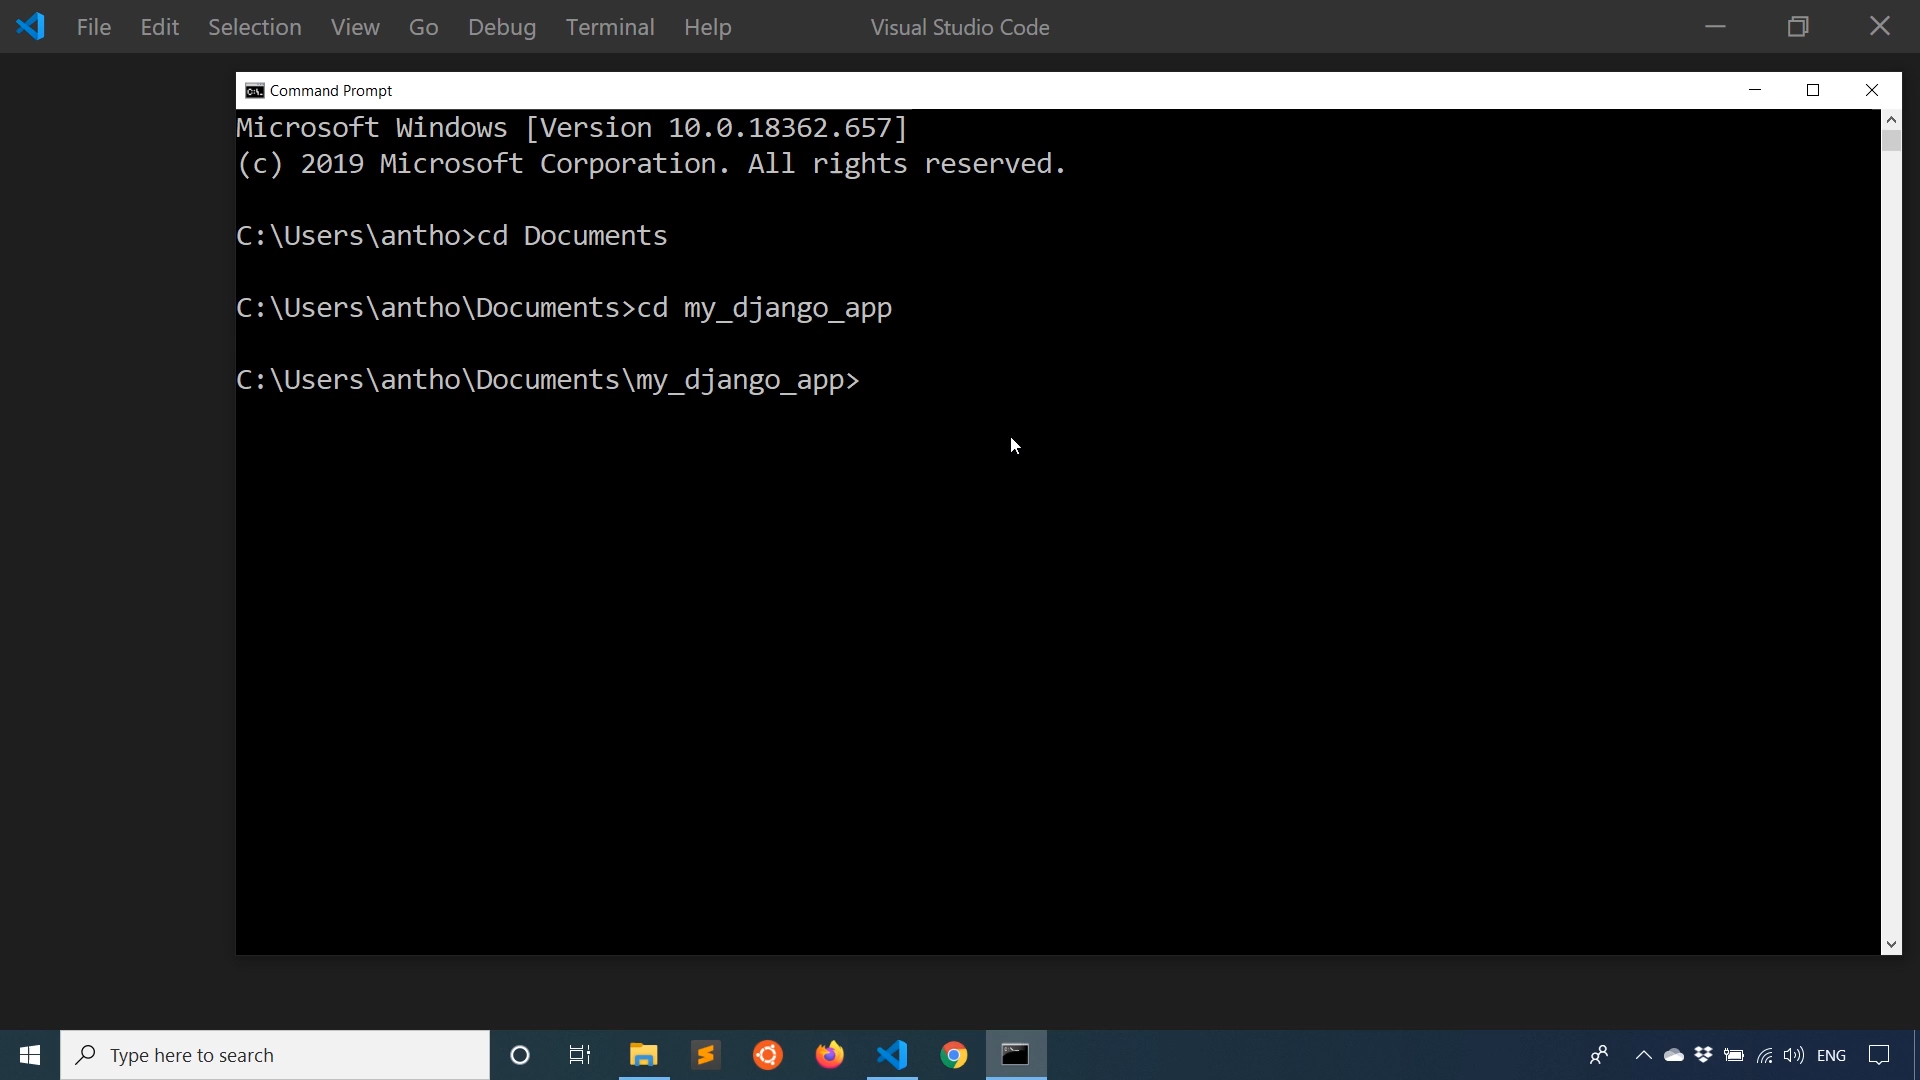 File Edit Selection View Go Debug Terminal Help Visual Studio Code
Command Prompt
Microsoft Windows [Version 10.0.18362.657]
(c) 2019 Microsoft Corporation. All rights reserved.
C:\Users\antho>cd Documents
C:\Users\antho\Documents>cd my_django_app
C:\Users\antho\Documents\my_django_app>
Type here to search
ENG